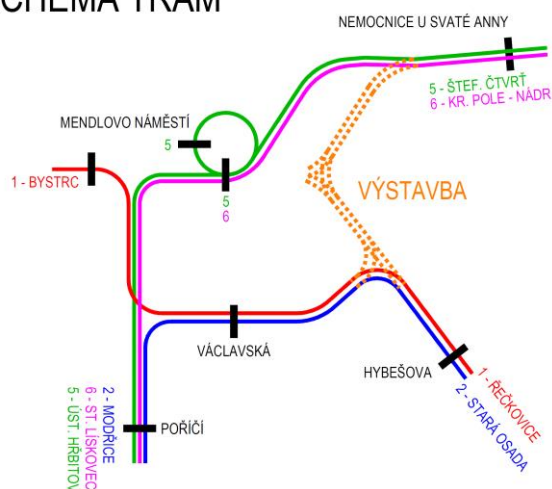 SCHEMA TRAM
NEMOCNICE U SVATÉ ANNY
5 - ŠTEF. ČTVRŤ
6 - KR. POLE - NÁDR
MENDLOVO NÁMĚSTÍ
5
1 - BYSTRC
5
6
VÝSTAVBA
VÁCLAVSKÁ
HYBEŠOVA
1 - ŘEČKOVICE
2 - STARÁ OSADA
POŘÍČÍ
2 - MODŘICE
6 - ST. LÍSKOVEC
5 - ÚST. HŘBITOV